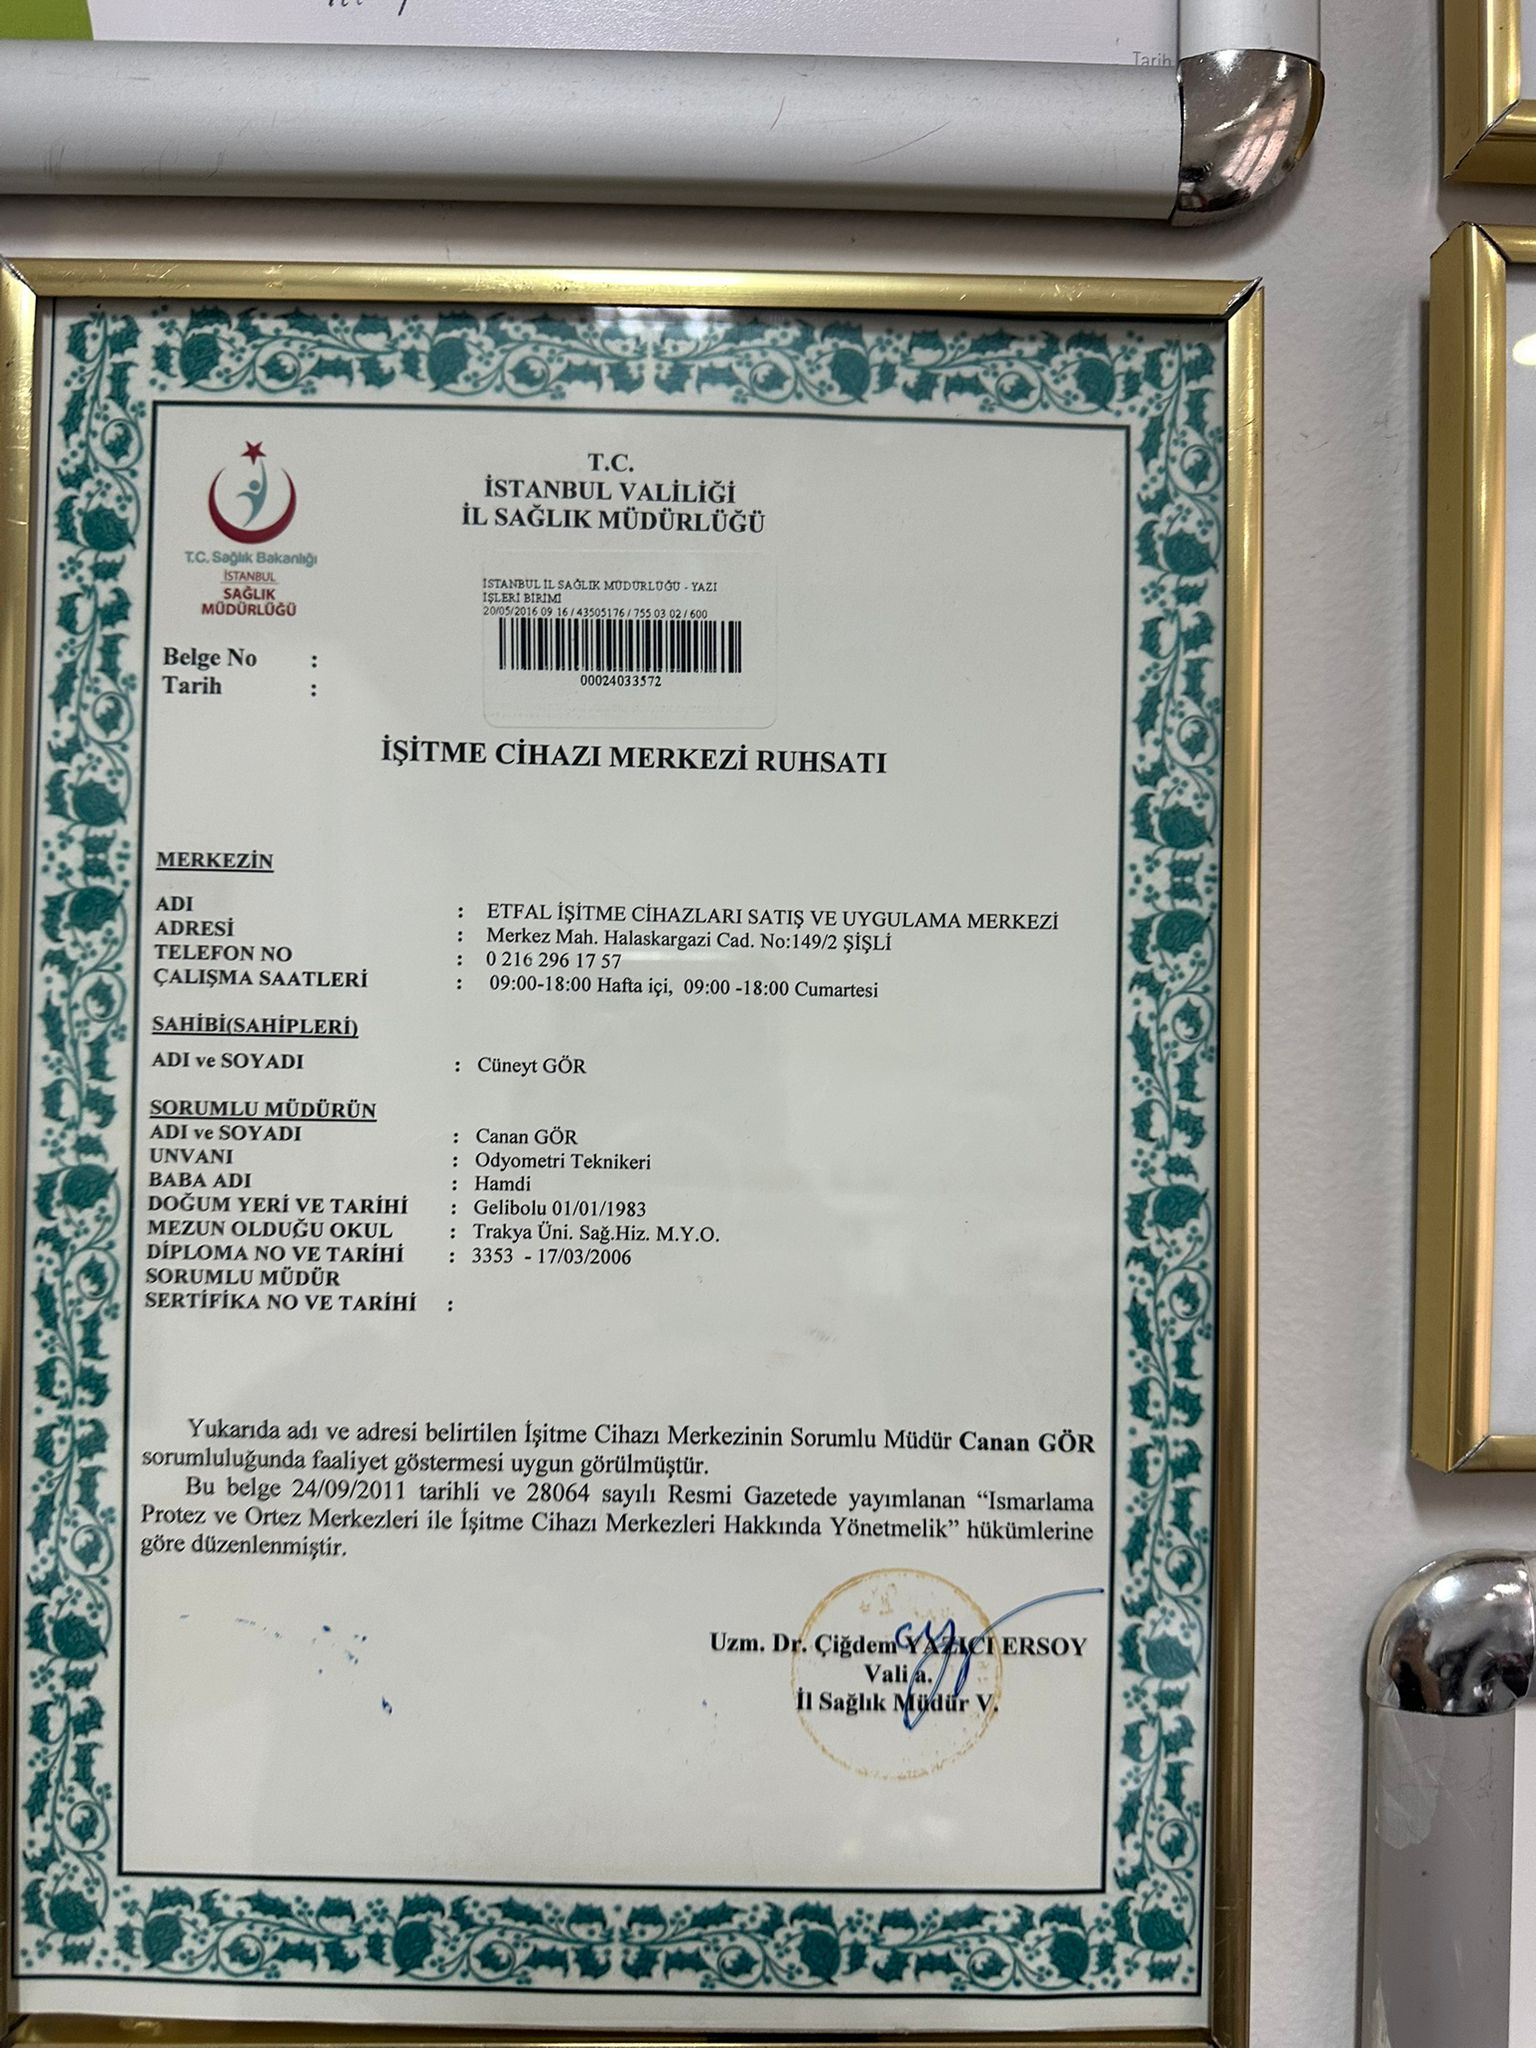 Tarih
T.C.
İSTANBUL VALİLİĞİ
İL SAĞLIK MÜDÜRLÜĞÜ
T.C. Sağlık Bakanlığı
İSTANBUL
SAĞLIK
MÜDÜRLÜĞÜ
İSTANBUL İL SAĞLIK MÜDÜRLÜĞÜ - YAZI
İŞLERİ BİRİMİ
20/05/2016 09 16 / 43505176 / 755 03 02 / 600
00024033572
Belge No :
Tarih :
İŞİTME CİHAZI MERKEZİ RUHSATI
MERKEZİN
ADI : ETFAL İŞİTME CİHAZLARI SATIŞ VE UYGULAMA MERKEZİ
ADRESİ : Merkez Mah. Halaskargazi Cad. No:149/2 ŞİŞLİ
TELEFON NO : 0 216 296 17 57
ÇALIŞMA SAATLERİ : 09:00-18:00 Hafta içi, 09:00 -18:00 Cumartesi
SAHİBİ(SAHİPLERİ)
ADI ve SOYADI : Cüneyt GÖR
SORUMLU MÜDÜRÜN
ADI ve SOYADI : Canan GÖR
UNVANI : Odyometri Teknikeri
BABA ADI : Hamdi
DOĞUM YERİ VE TARİHİ : Gelibolu 01/01/1983
MEZUN OLDUĞU OKUL : Trakya Üni. Sağ.Hiz. M.Y.O.
DİPLOMA NO VE TARİHİ : 3353 - 17/03/2006
SORUMLU MÜDÜR
SERTİFİKA NO VE TARİHİ :
Yukarıda adı ve adresi belirtilen İşitme Cihazı Merkezinin Sorumlu Müdür Canan GÖR
sorumluluğunda faaliyet göstermesi uygun görülmüştür.
Bu belge 24/09/2011 tarihli ve 28064 sayılı Resmi Gazetede yayımlanan “Ismarlama
Protez ve Ortez Merkezleri ile İşitme Cihazı Merkezleri Hakkında Yönetmelik” hükümlerine
göre düzenlenmiştir.
Uzm. Dr. Çiğdem YAZICI ERSOY
Vali a.
İl Sağlık Müdür V.